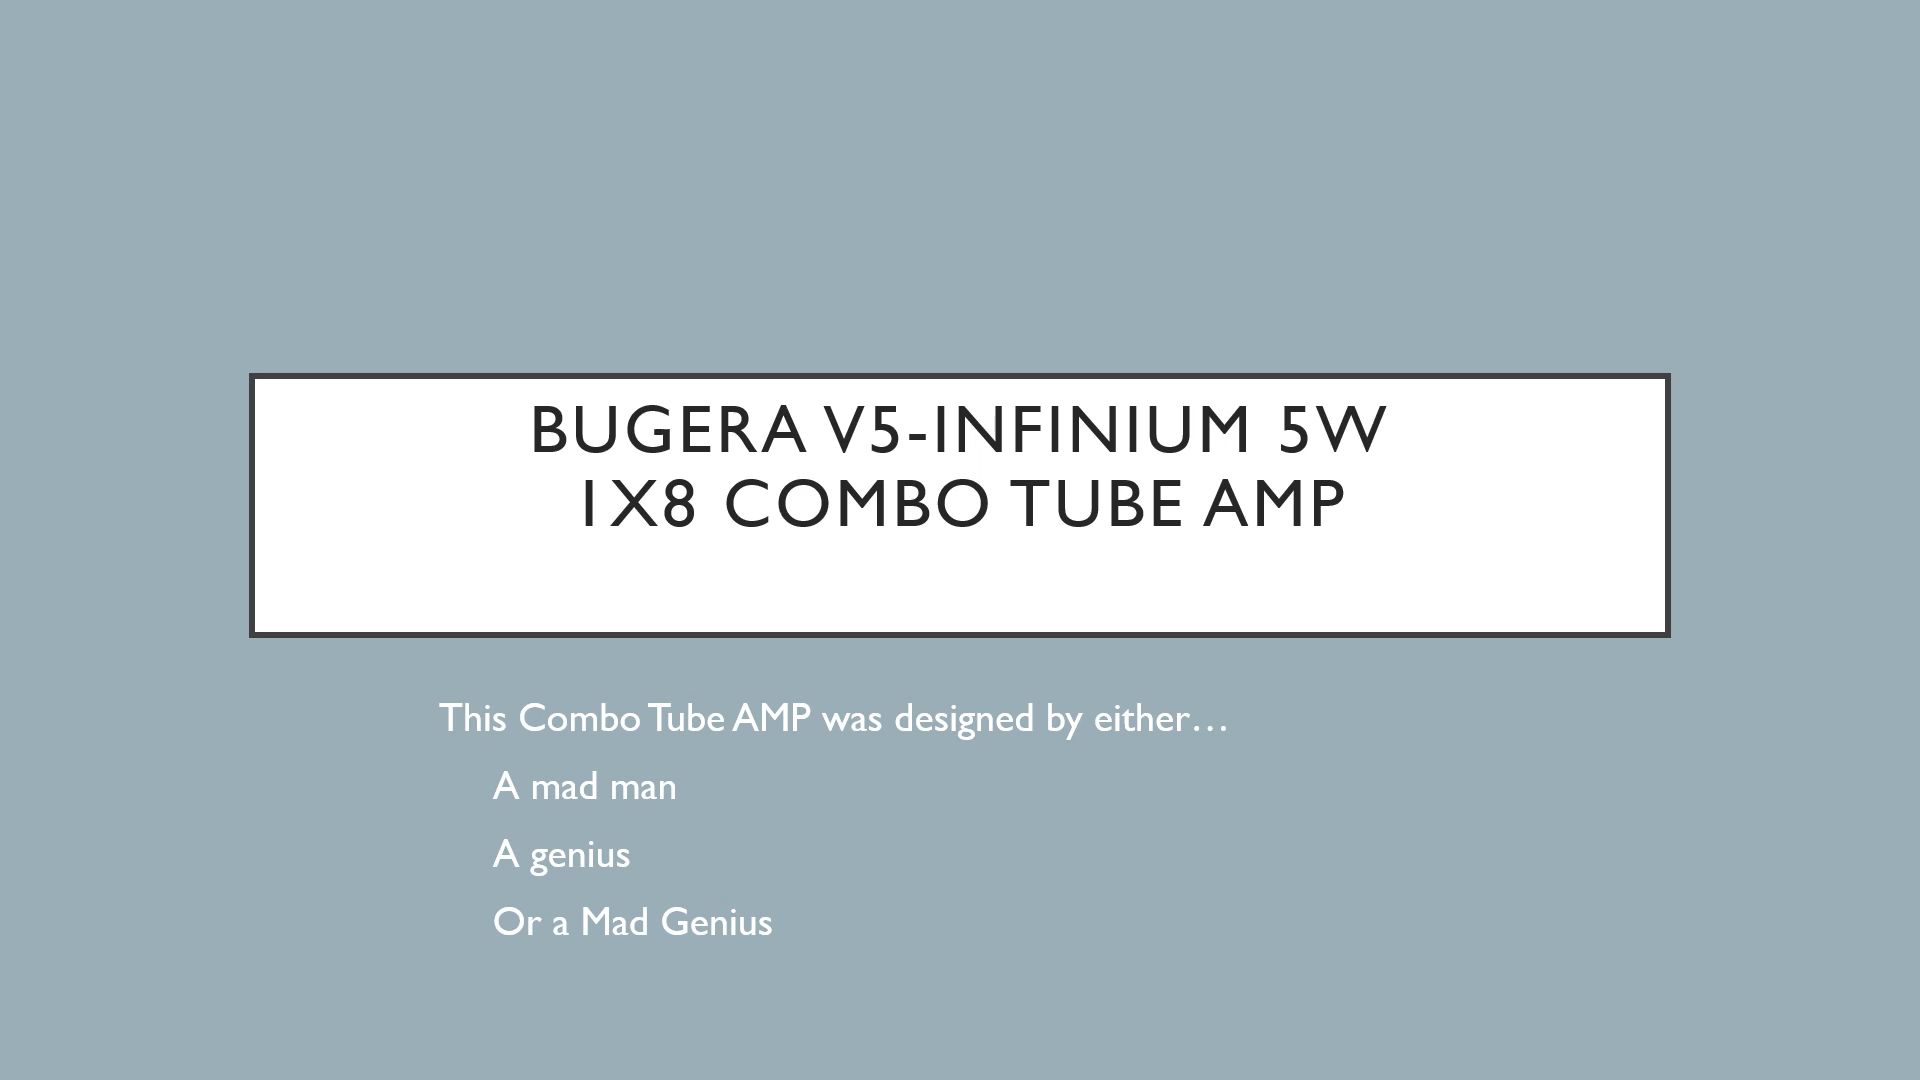 BUGERA V5-INFINIUM 5W
1X8 COMBO TUBE AMP
This Combo Tube AMP was designed by either…
A mad man
A genius
Or a Mad Genius